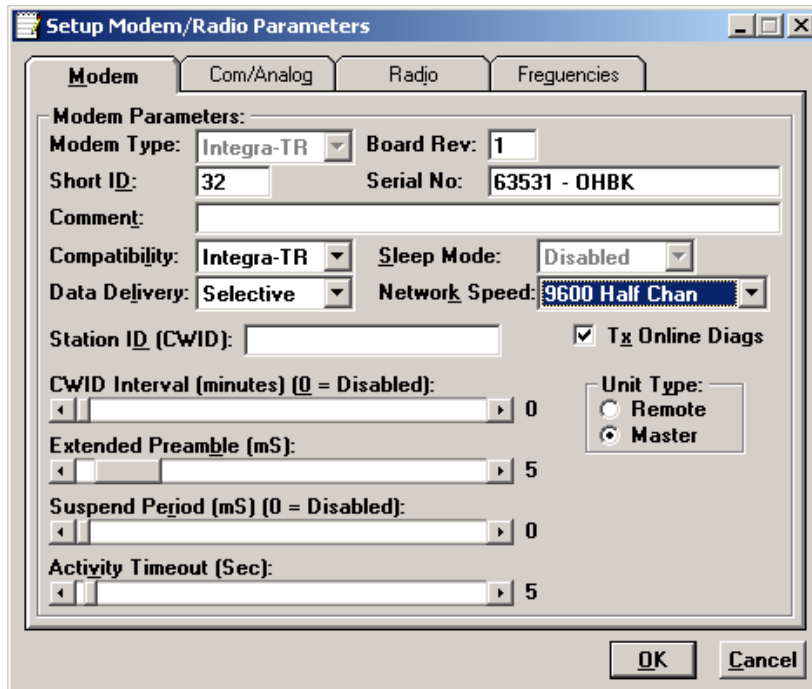 Setup Modem/Radio Parameters
Modem Com/Analog Radio Frequencies
Modem Parameters:
Modem Type: Integra-TR Board Rev: 1
Short ID: 32 Serial No: 63531 - OHBK
Comment:
Compatibility: Integra-TR Sleep Mode: Disabled
Data Delivery: Selective Network Speed: 9600 Half Chan
Station ID (CWID): Tx Online Diags
CWID Interval (minutes) (0 = Disabled):
0
Unit Type:
Remote
Master
Extended Preamble (mS):
5
Suspend Period (mS) (0 = Disabled):
0
Activity Timeout (Sec):
5
OK Cancel